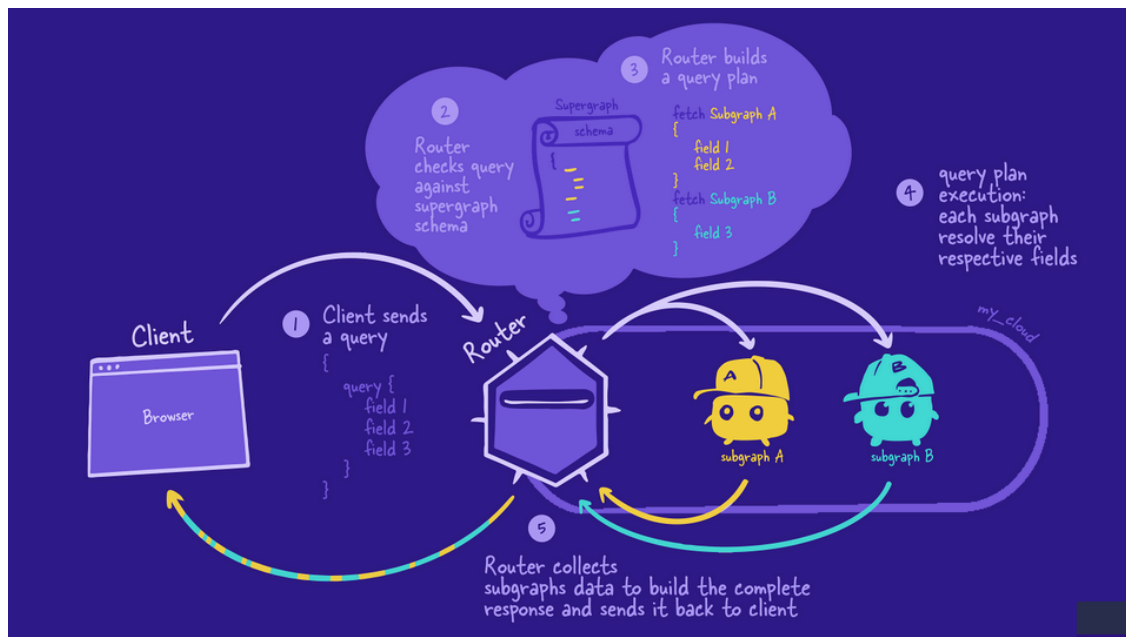 Client
Browser
1
Client sends
a query
{
query {
field 1
field 2
field 3
}
}
Router
2
Router
checks query
against
supergraph
schema
Supergraph
schema
{
3
Router builds
a query plan
fetch Subgraph A
{
field 1
field 2
}
fetch Subgraph B
{
field 3
}
4
query plan
execution:
each subgraph
resolve their
respective fields
my_cloud
A
subgraph A
B
subgraph B
5
Router collects
subgraphs data to build the complete
response and sends it back to client